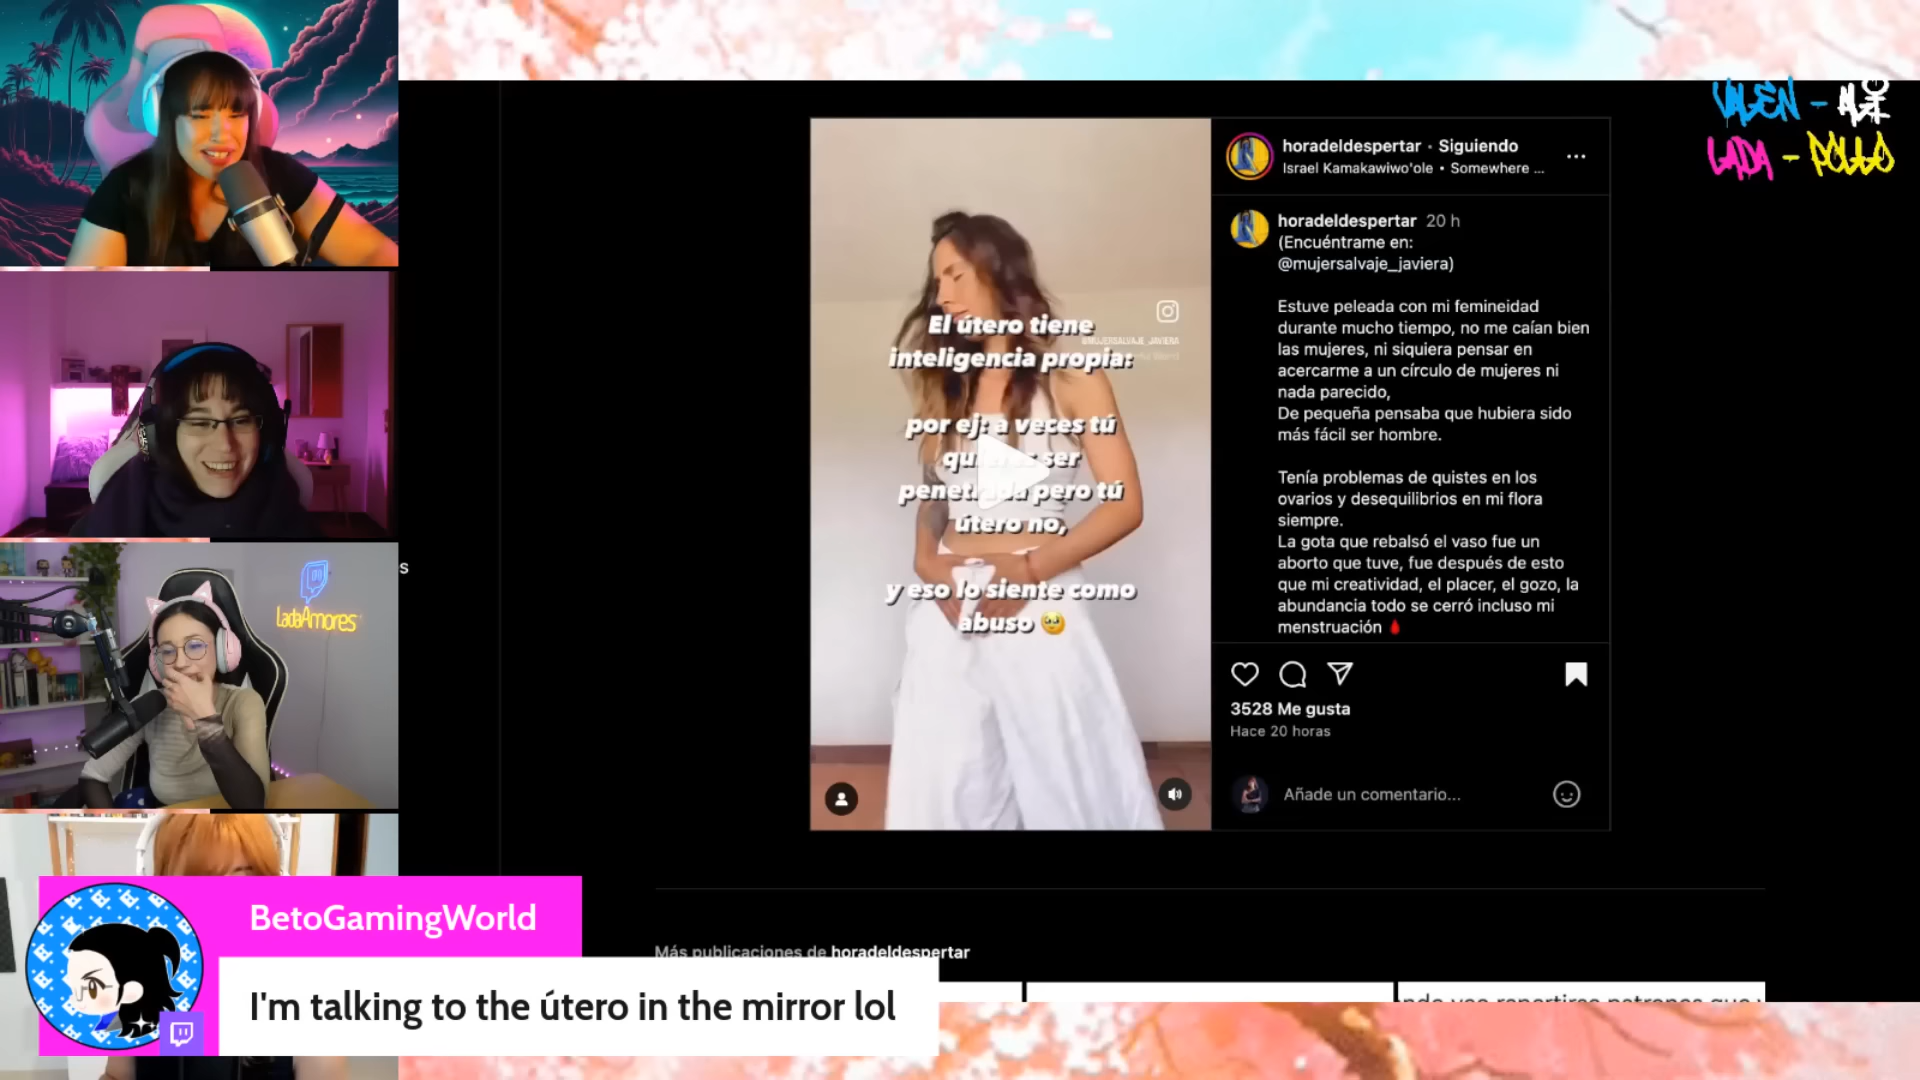 VALEN - ALE
LADA - POLLO
horadeldespertar • Siguiendo
Israel Kamakawiwo'ole • Somewhere ...
horadeldespertar 20 h
(Encuéntrame en:
@mujersalvaje_javiera)
Estuve peleada con mi femineidad
durante mucho tiempo, no me caían bien
las mujeres, ni siquiera pensar en
acercarme a un círculo de mujeres ni
nada parecido,
De pequeña pensaba que hubiera sido
más fácil ser hombre.
Tenía problemas de quistes en los
ovarios y desequilibrios en mi flora
siempre.
La gota que rebalsó el vaso fue un
aborto que tuve, fue después de esto
que mi creatividad, el placer, el gozo, la
abundancia todo se cerró incluso mi
menstruación 🩸
3528 Me gusta
Hace 20 horas
Añade un comentario...
El útero tiene
@MUJERSALVAJE_JAVIERA
inteligencia propia:
por ej: a veces tú
ser
pero tú
útero no,
y eso lo siente como
abuso 🥹
s
LadaAmores
Más publicaciones de horadeldespertar
BetoGamingWorld
I'm talking to the útero in the mirror lol